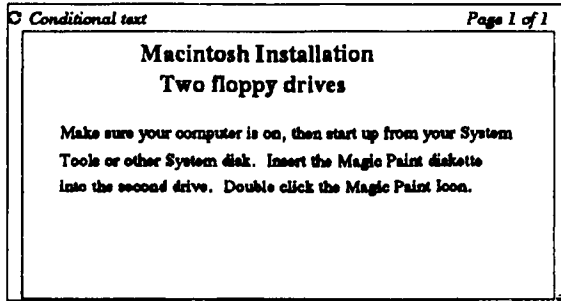 Conditional text Page 1 of 1
Macintosh Installation
Two floppy drives
Make sure your computer is on, then start up from your System
Tools or other System disk. Insert the Magic Paint diskette
into the second drive. Double click the Magic Paint Icon.